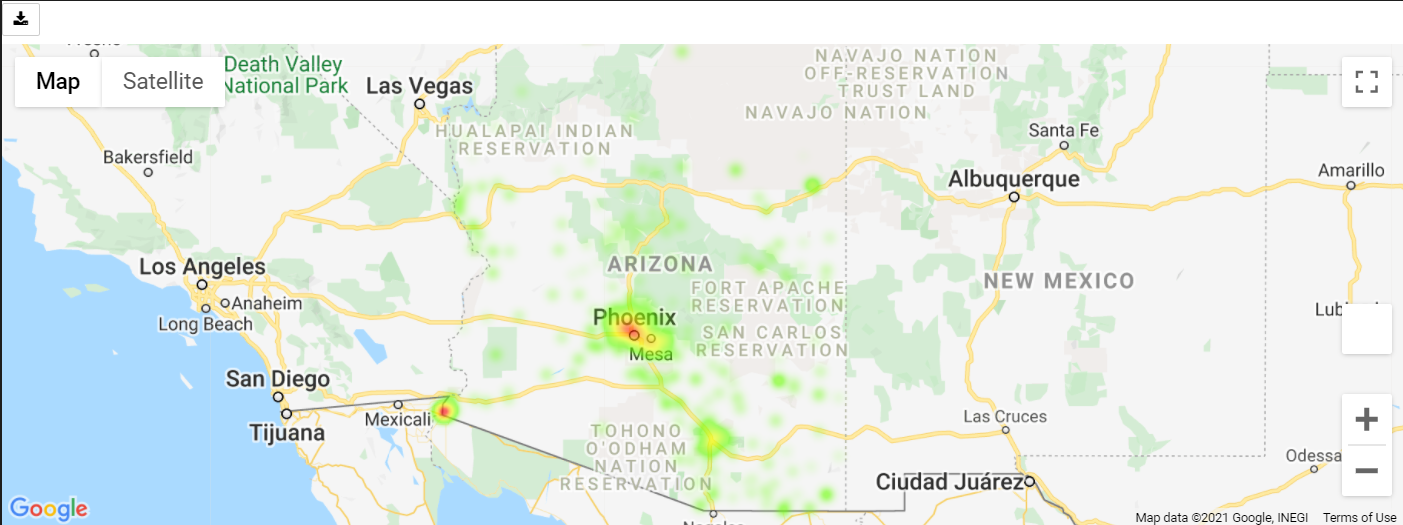 Map
Satellite
Death Valley
National Park
Las Vegas
NAVAJO NATION
OFF-RESERVATION
TRUST LAND
NAVAJO NATION
HUALAPAI INDIAN
RESERVATION
Santa Fe
Bakersfield
Amarillo
Albuquerque
Los Angeles
Anaheim
Long Beach
ARIZONA
NEW MEXICO
FORT APACHE
RESERVATION
Phoenix
SAN CARLOS
RESERVATION
Mesa
San Diego
Mexicali
Tijuana
Las Cruces
TOHONO
O'ODHAM
NATION
RESERVATION
Odessa
Ciudad Juárez
Google
Map data ©2021 Google, INEGI
Terms of Use